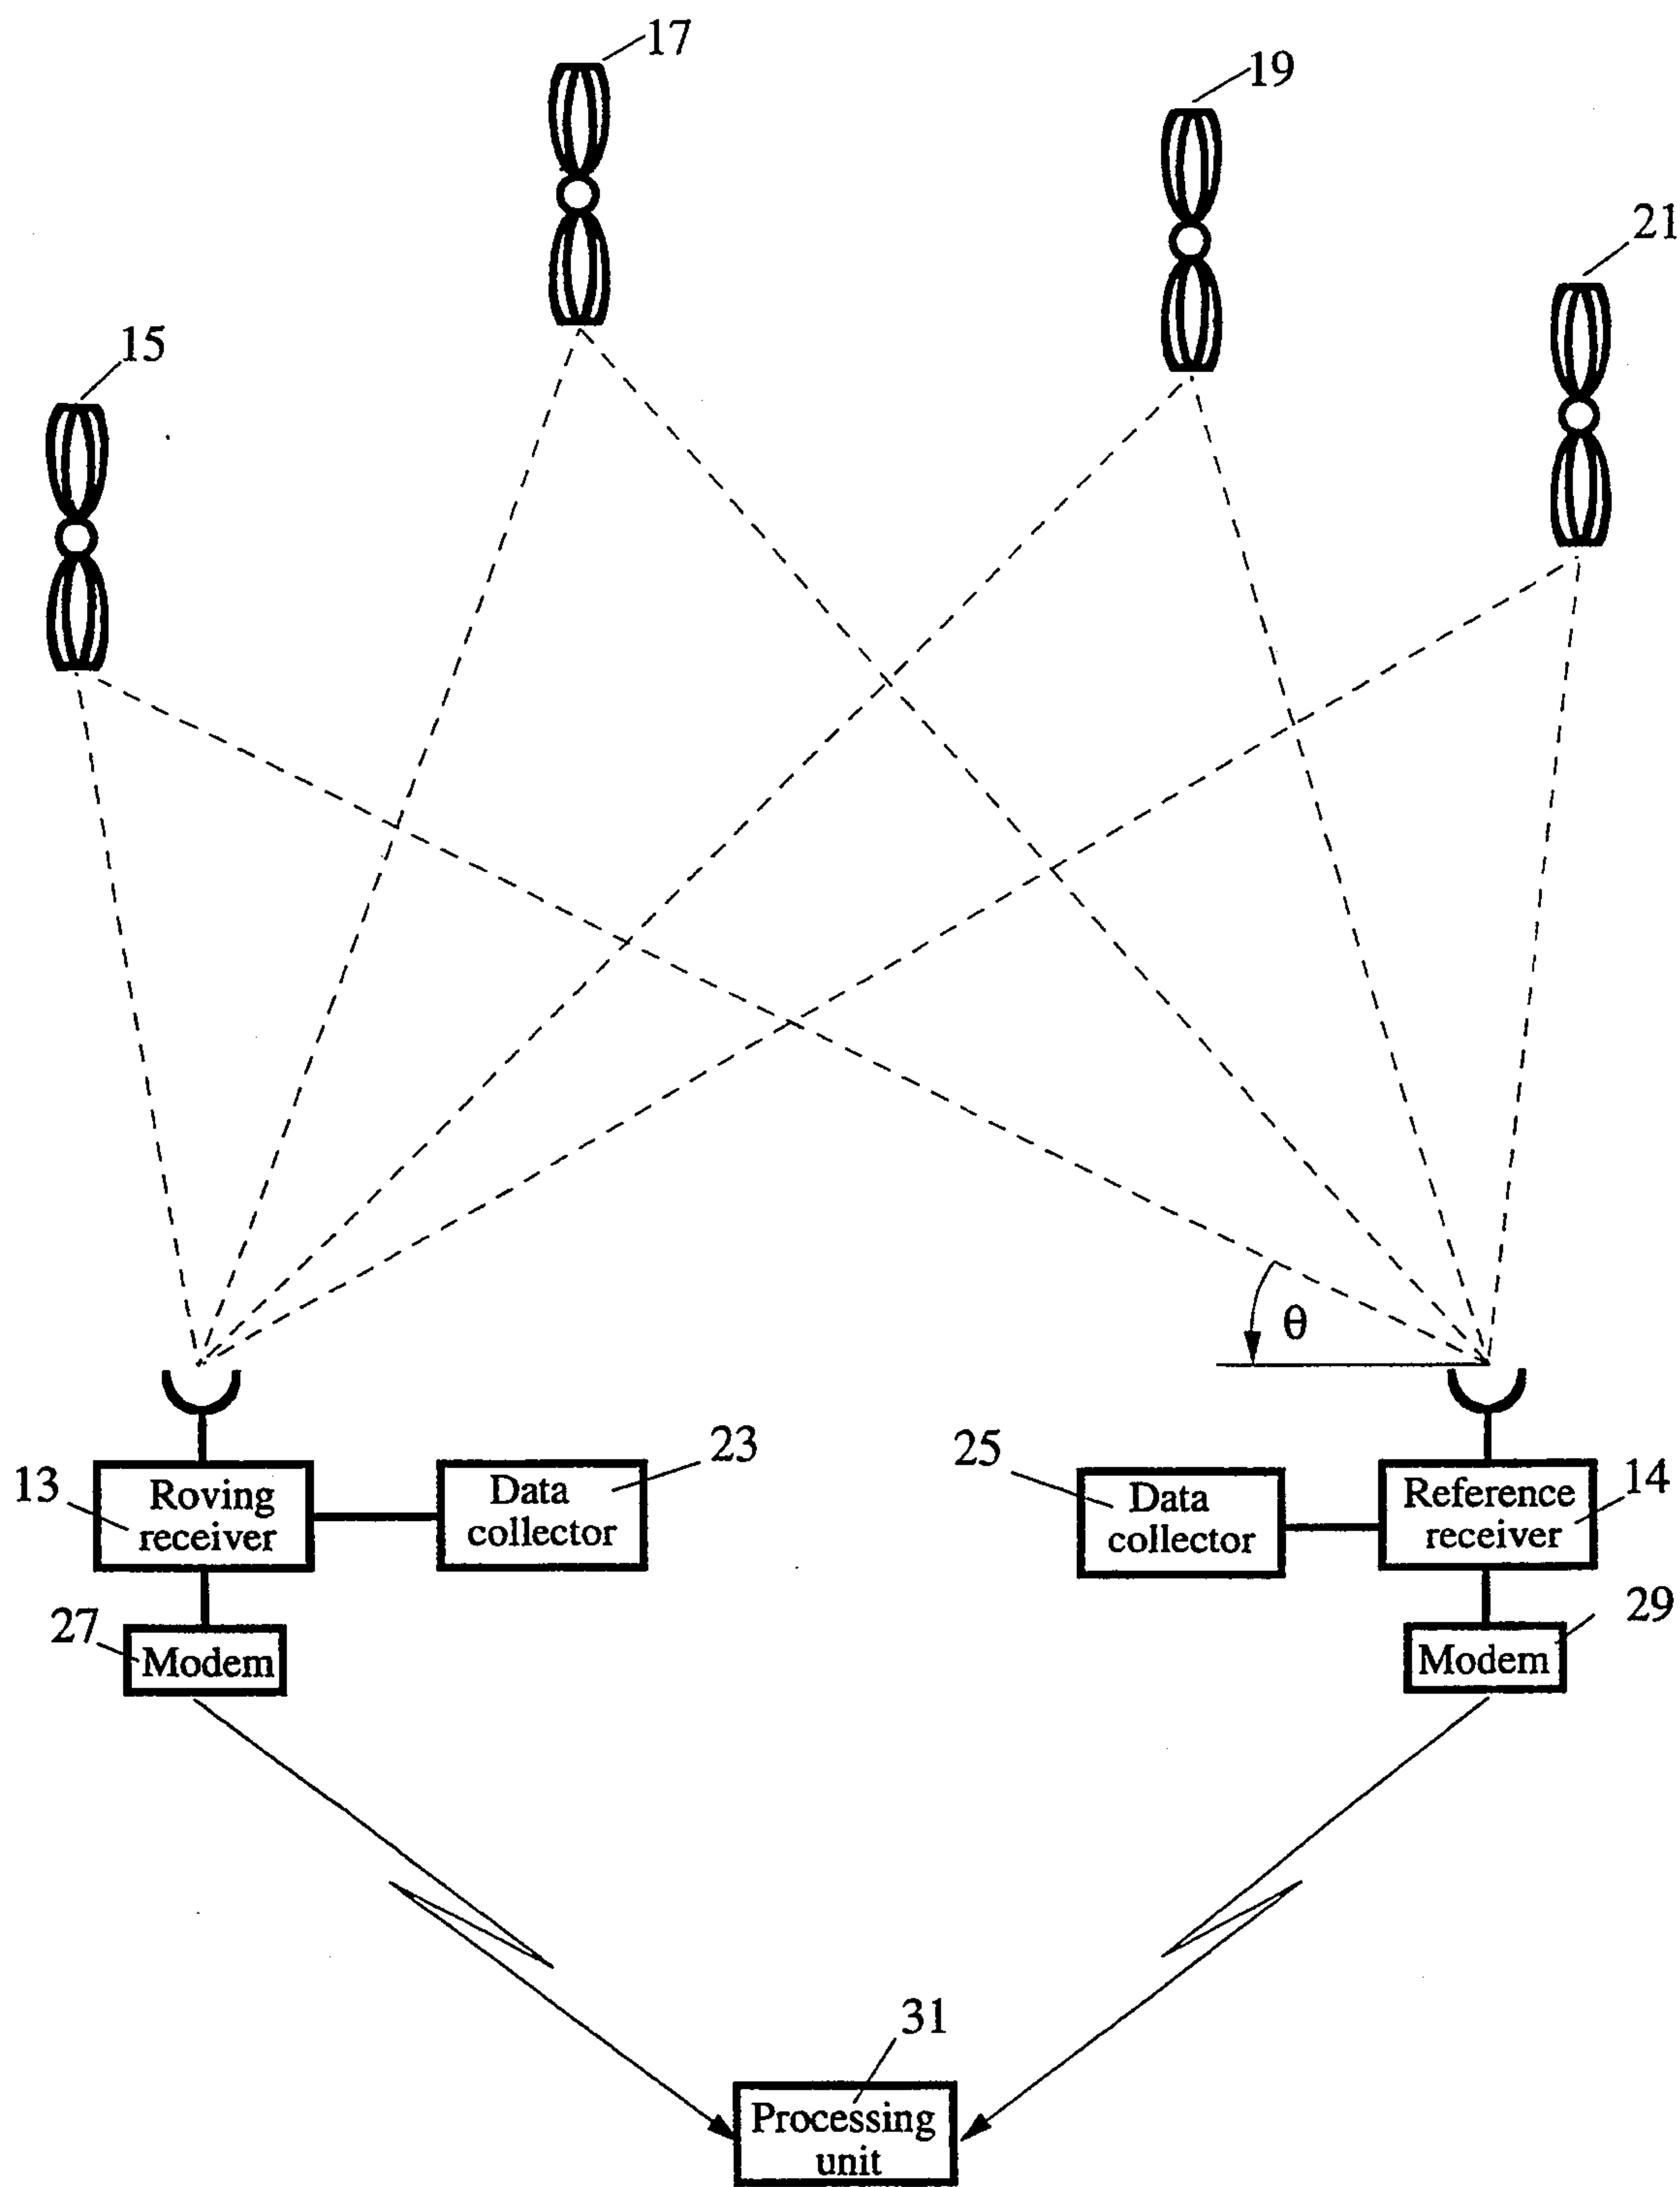 17
19
21
15
θ
23
25
13
Roving
receiver
Data
collector
Data
collector
Reference
receiver
14
27
Modem
29
Modem
31
Processing
unit